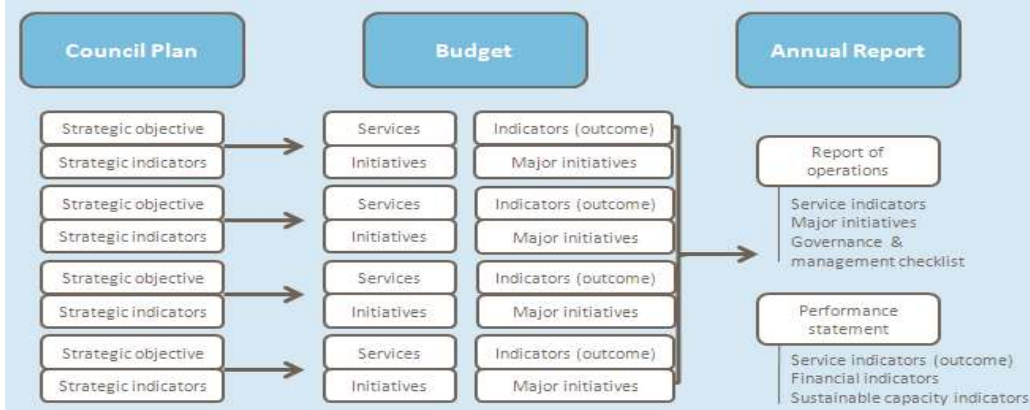 Council Plan
Budget
Annual Report
Strategic objective
Strategic indicators
Services
Initiatives
Indicators (outcome)
Major initiatives
Strategic objective
Strategic indicators
Services
Initiatives
Indicators (outcome)
Major initiatives
Strategic objective
Strategic indicators
Services
Initiatives
Indicators (outcome)
Major initiatives
Strategic objective
Strategic indicators
Services
Initiatives
Indicators (outcome)
Major initiatives
Report of
operations
Service indicators
Major initiatives
Governance &
management checklist
Performance
statement
Service indicators (outcome)
Financial indicators
Sustainable capacity indicators